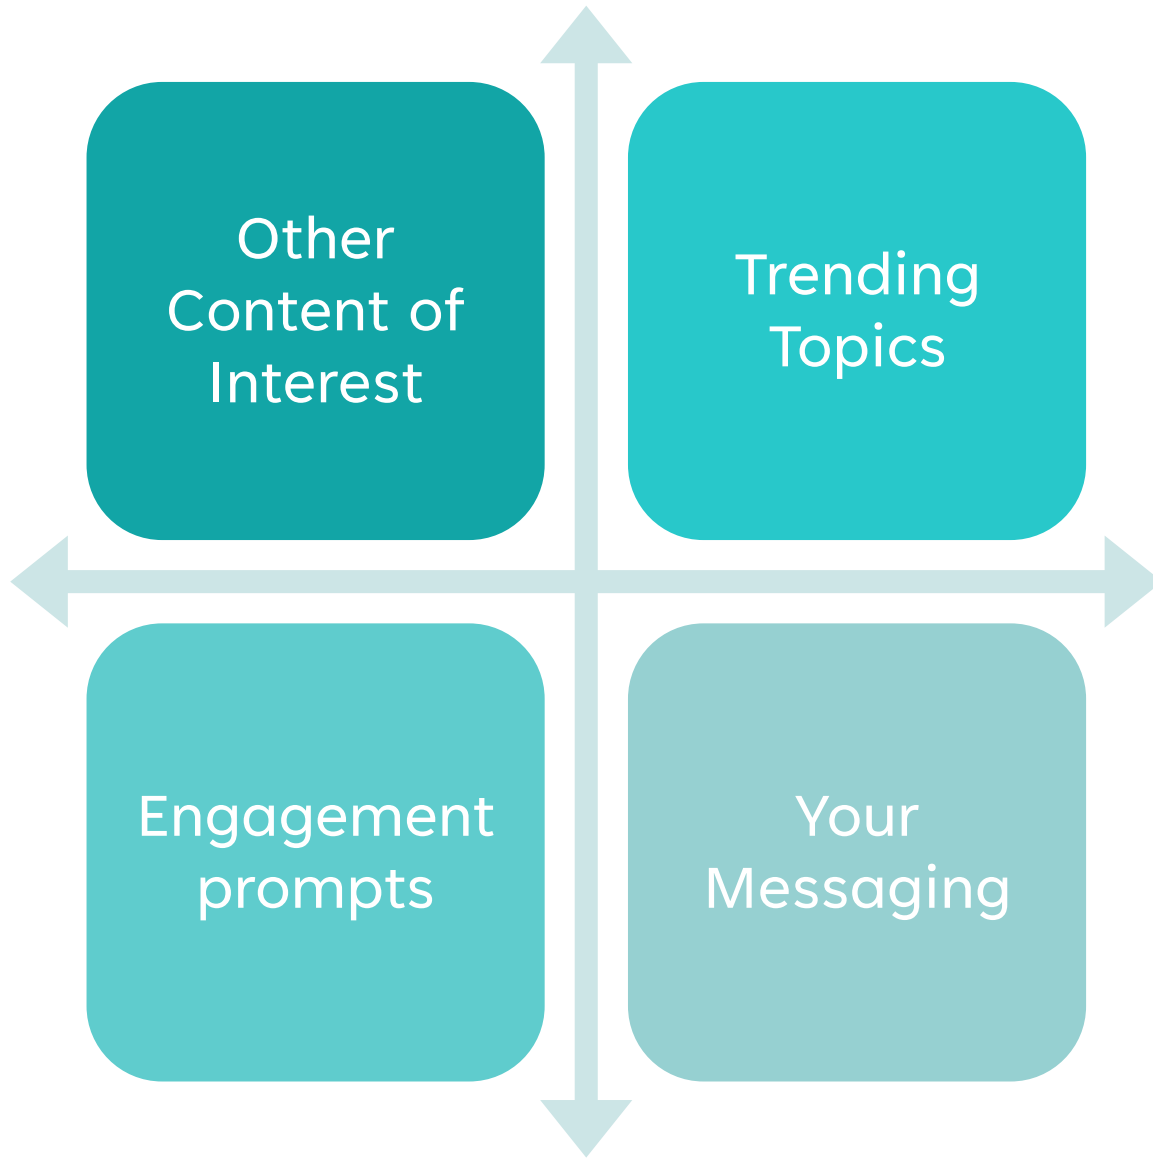 Other
Content of
Interest
Trending
Topics
Engagement
prompts
Your
Messaging